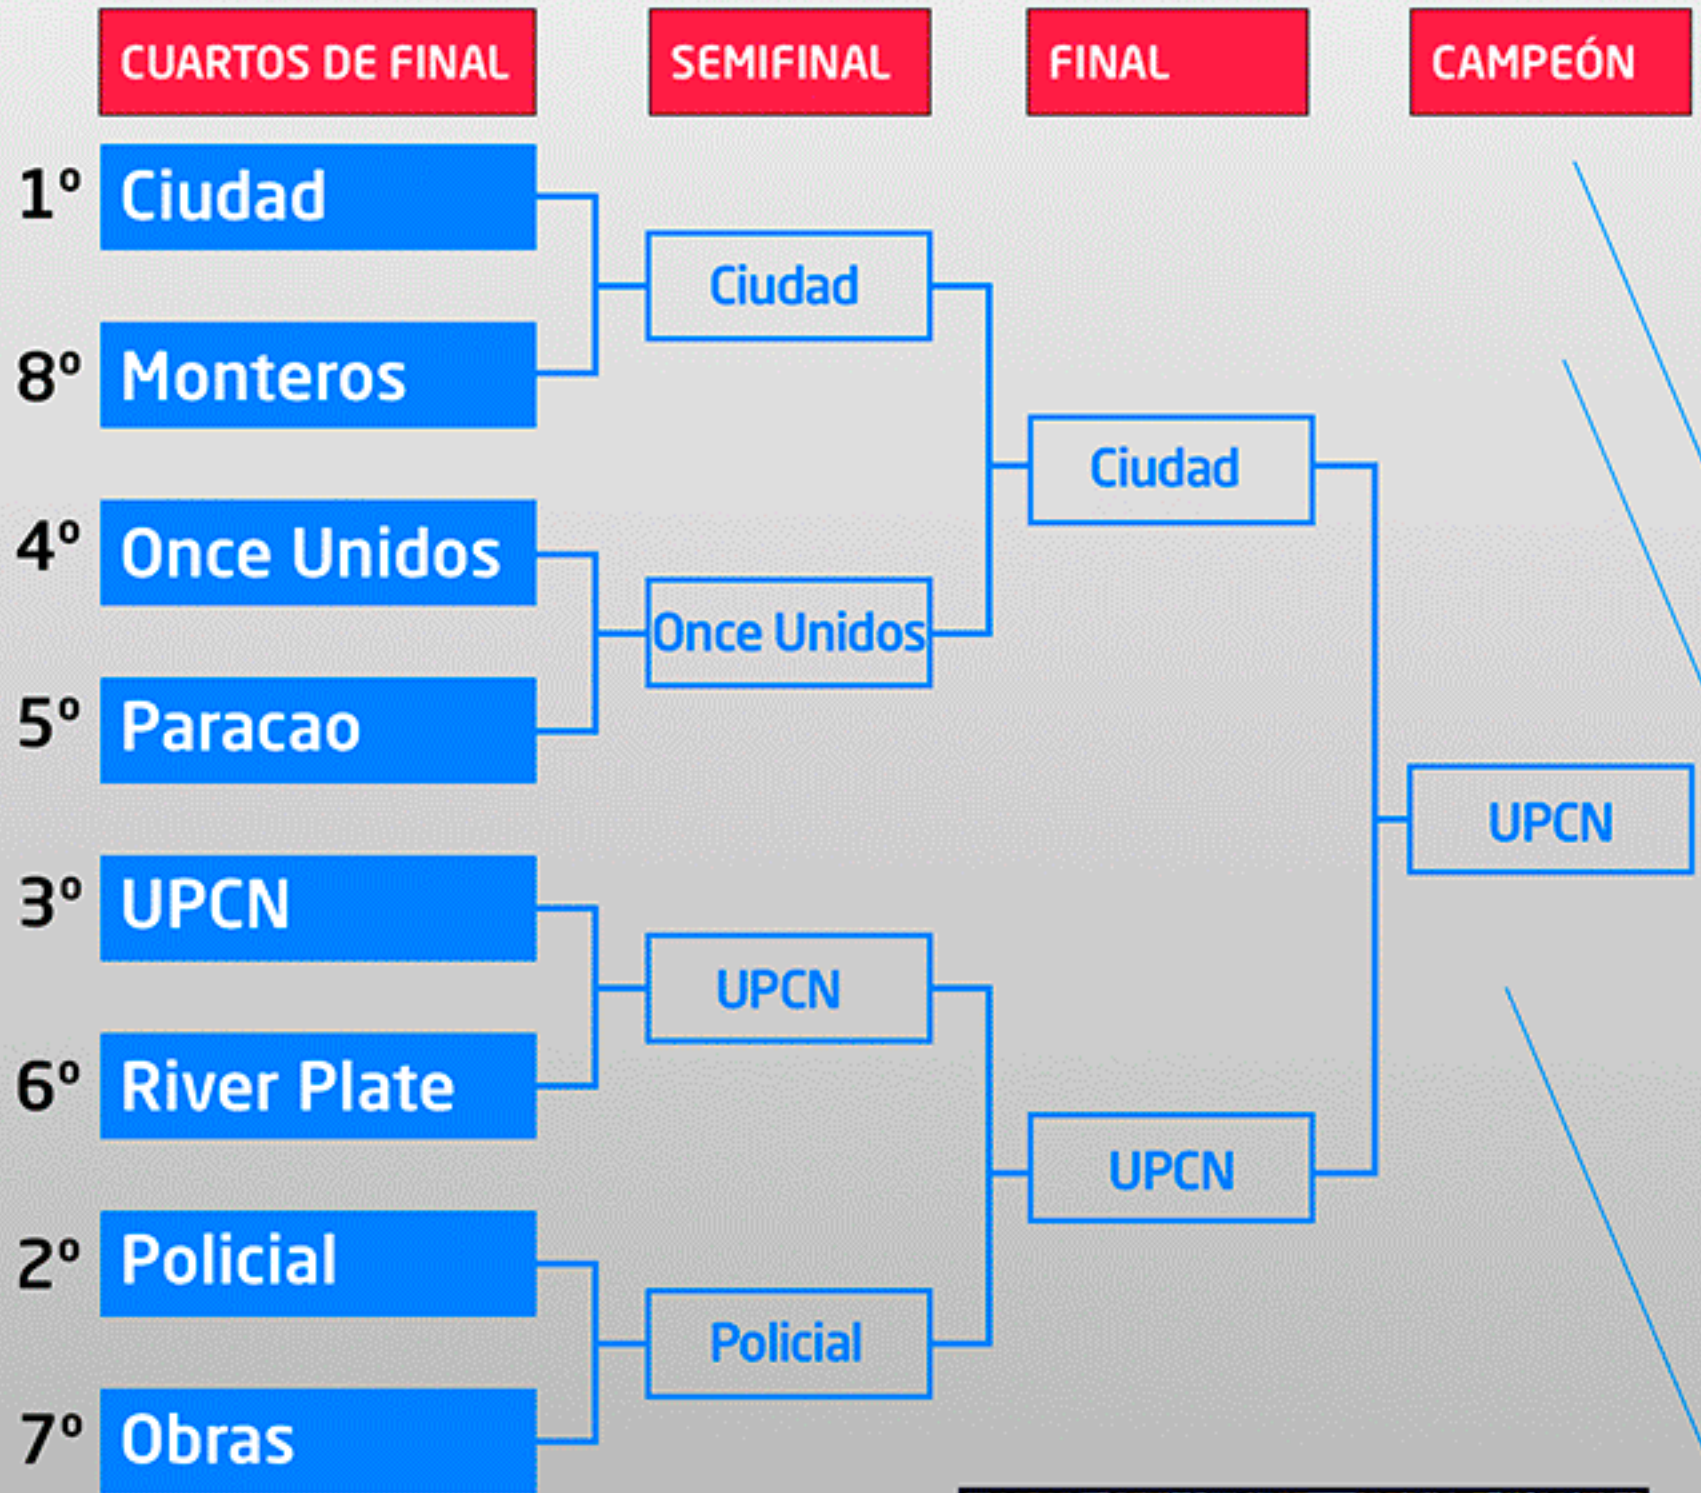 CUARTOS DE FINAL
SEMIFINAL
FINAL
CAMPEÓN
1º Ciudad
8º Monteros
4º Once Unidos
5º Paracao
3º UPCN
6º River Plate
2º Policial
7º Obras
Ciudad
Once Unidos
UPCN
Policial
Ciudad
UPCN
UPCN